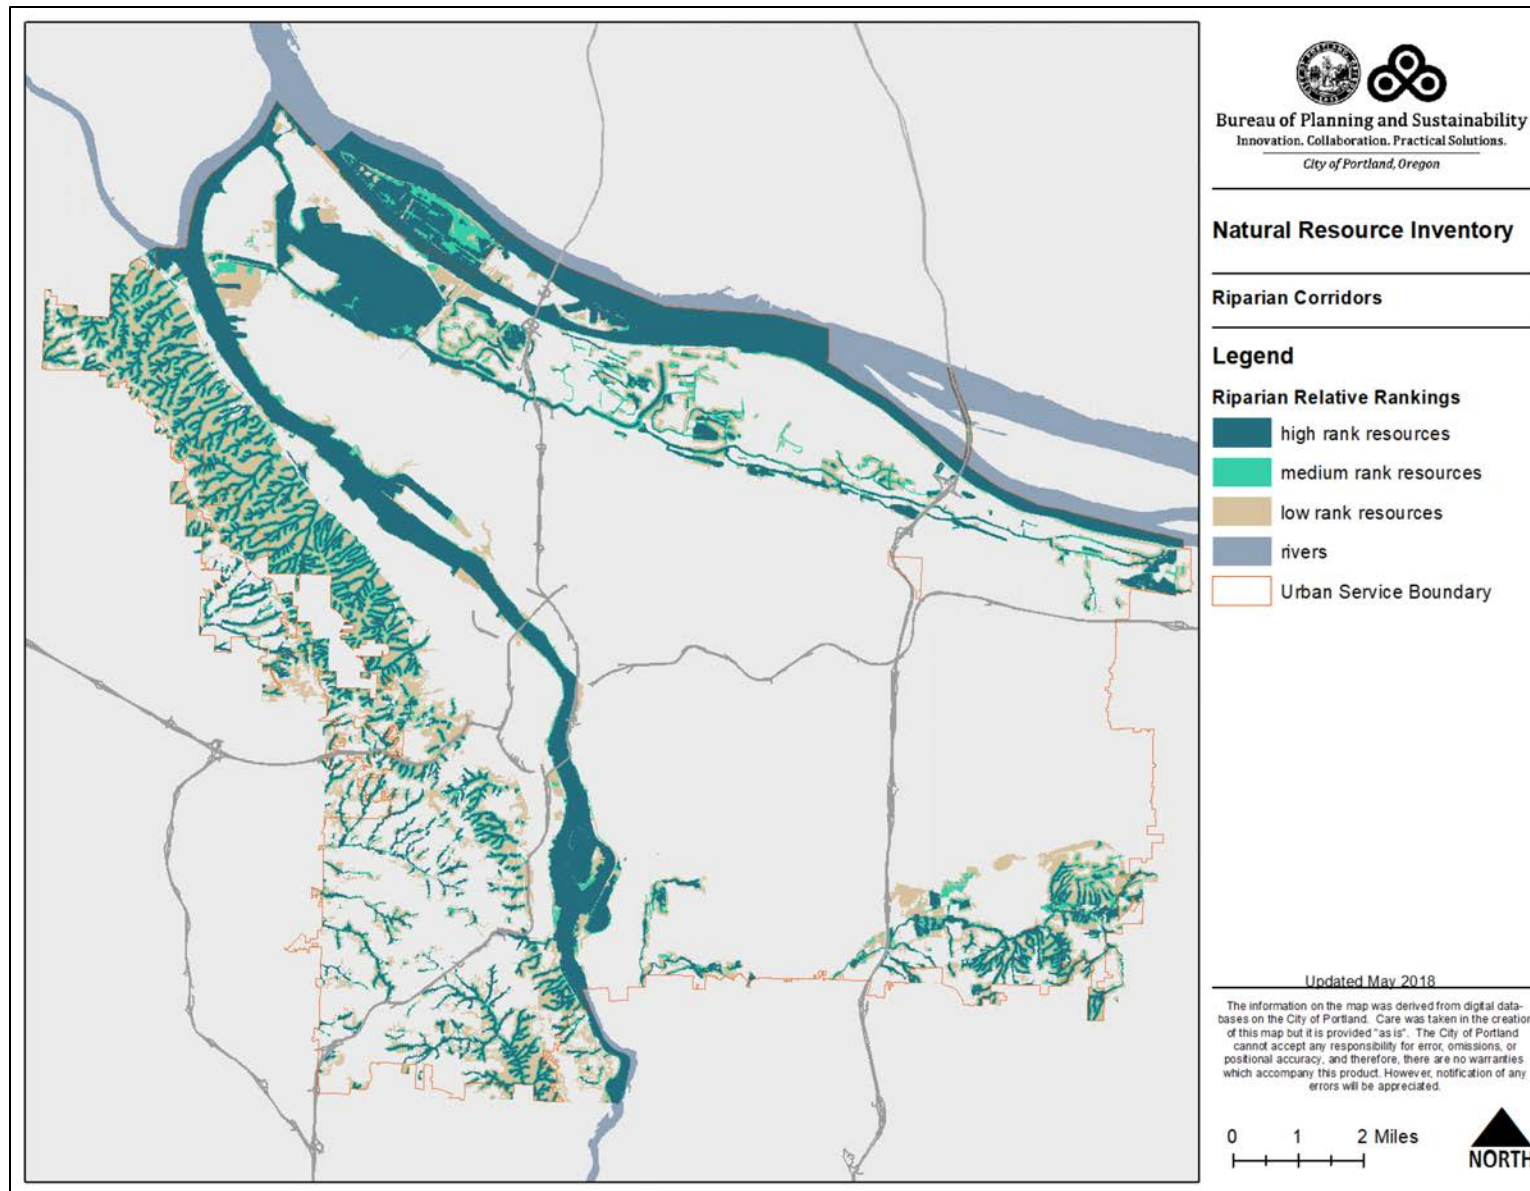 Bureau of Planning and Sustainability
Innovation. Collaboration. Practical Solutions.
City of Portland, Oregon
Natural Resource Inventory
Riparian Corridors
Legend
Riparian Relative Rankings
high rank resources
medium rank resources
low rank resources
rivers
Urban Service Boundary
Updated May 2018
The information on the map was derived from digital data-
bases on the City of Portland. Care was taken in the creation
of this map but it is provided "as is". The City of Portland
cannot accept any responsibility for error, omissions, or
positional accuracy, and therefore, there are no warranties
which accompany this product. However, notification of any
errors will be appreciated.
0 1 2 Miles
NORTH